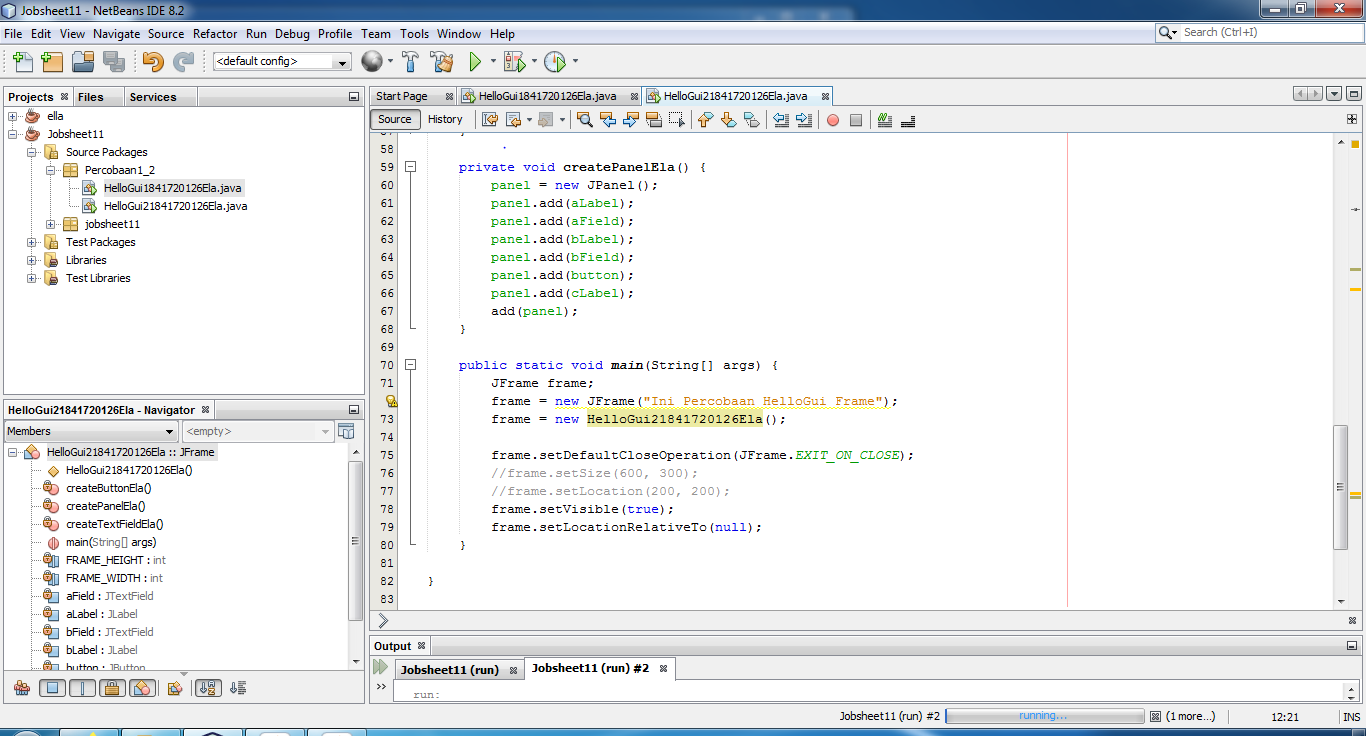 Jobsheet11 - NetBeans IDE 8.2
File Edit View Navigate Source Refactor Run Debug Profile Team Tools Window Help
Search (Ctrl+I)
<default config>
Projects Files Services
ella
Jobsheet11
Source Packages
Percobaan1_2
HelloGui1841720126Ela.java
HelloGui21841720126Ela.java
jobsheet11
Test Packages
Libraries
Test Libraries
HelloGui21841720126Ela - Navigator
Members <empty>
HelloGui21841720126Ela :: JFrame
HelloGui21841720126Ela()
createButtonEla()
createPanelEla()
createTextFieldEla()
main(String[] args)
FRAME_HEIGHT : int
FRAME_WIDTH : int
aField : JTextField
aLabel : JLabel
bField : JTextField
bLabel : JLabel
button : JButton
Start Page HelloGui1841720126Ela.java HelloGui21841720126Ela.java
Source History
57 }
58
59 private void createPanelEla() {
60 panel = new JPanel();
61 panel.add(aLabel);
62 panel.add(aField);
63 panel.add(bLabel);
64 panel.add(bField);
65 panel.add(button);
66 panel.add(cLabel);
67 add(panel);
68 }
69
70 public static void main(String[] args) {
71 JFrame frame;
frame = new JFrame("Ini Percobaan HelloGui Frame");
73 frame = new HelloGui21841720126Ela();
74
75 frame.setDefaultCloseOperation(JFrame.EXIT_ON_CLOSE);
76 //frame.setSize(600, 300);
77 //frame.setLocation(200, 200);
78 frame.setVisible(true);
79 frame.setLocationRelativeTo(null);
80 }
81
82 }
83
Output
Jobsheet11 (run) Jobsheet11 (run) #2
run:
Jobsheet11 (run) #2 running... (1 more...) 12:21 INS